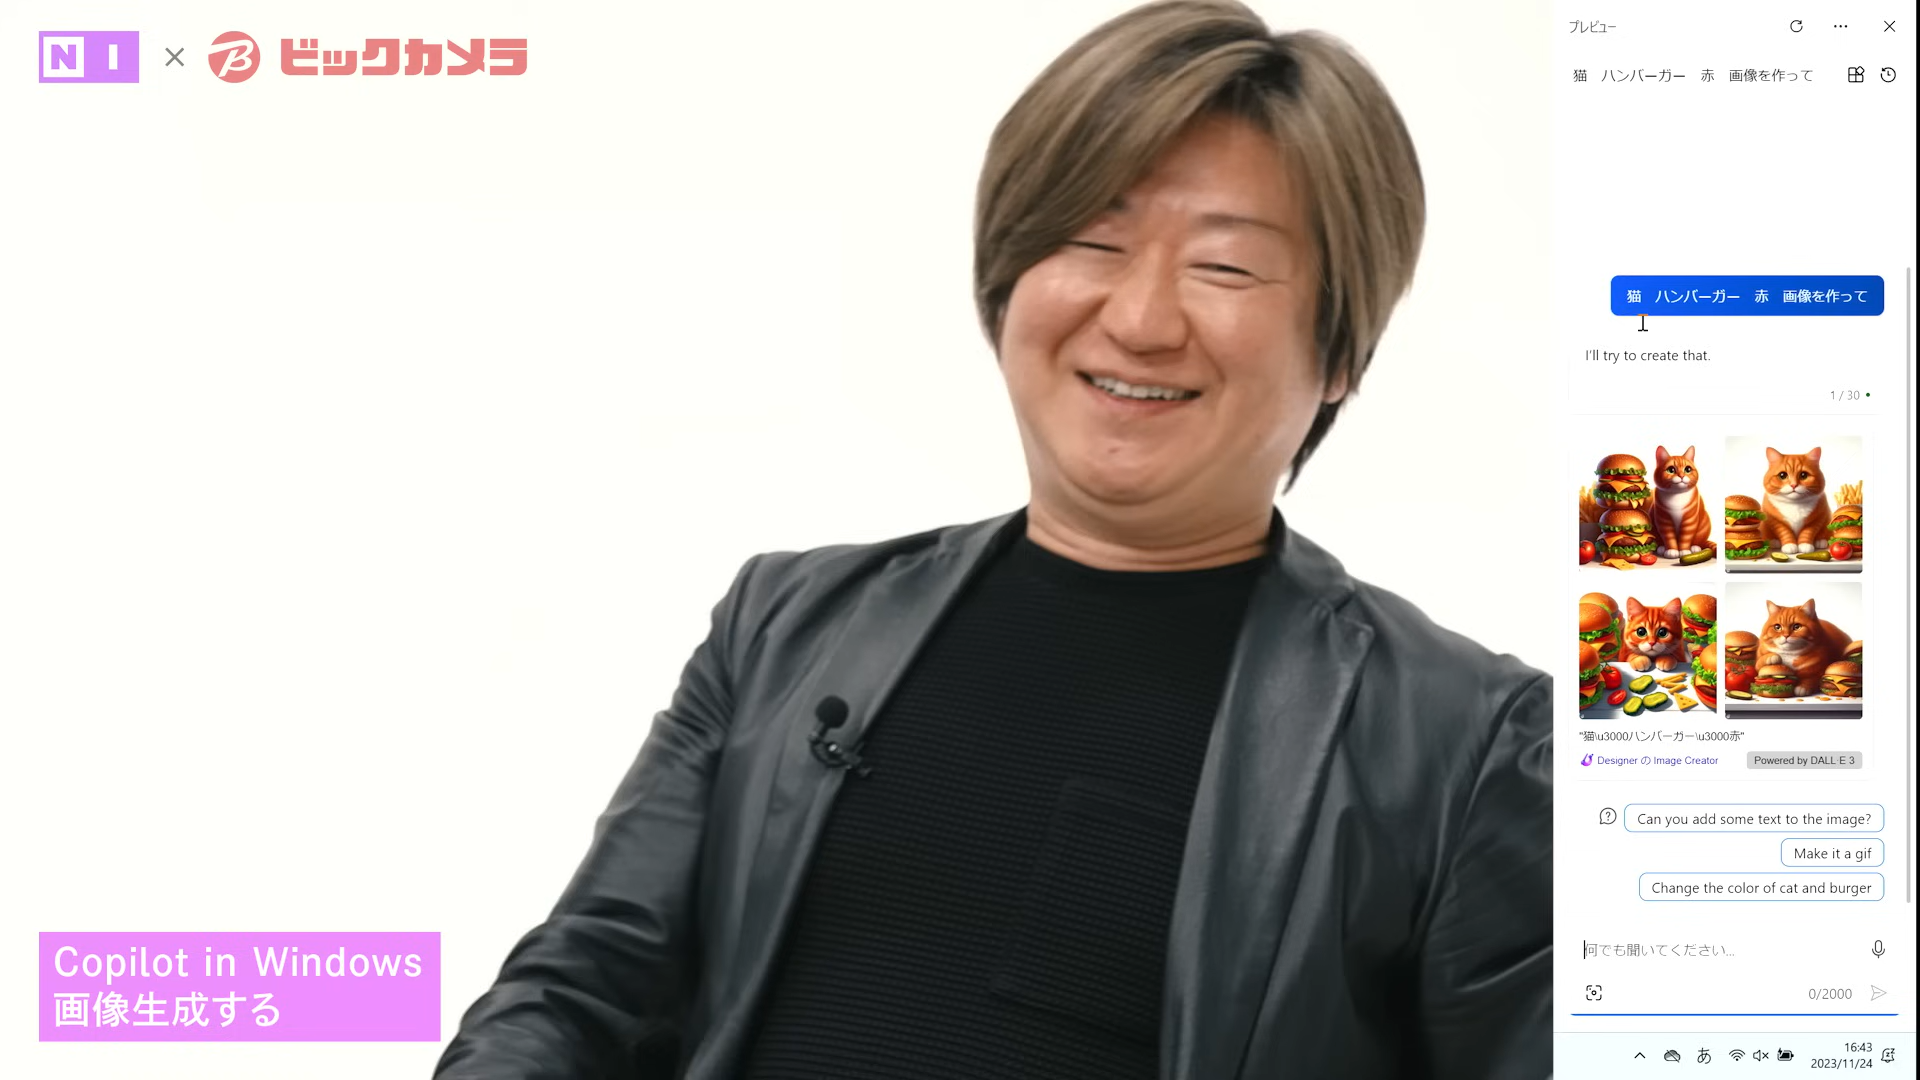 N I × B ビックカメラ
Copilot in Windows
画像生成する
プレビュー
猫　ハンバーガー　赤　画像を作って
猫　ハンバーガー　赤　画像を作って
I'll try to create that.
1 / 30
"猫\u3000ハンバーガー\u3000赤"
Designer の Image Creator
Powered by DALL·E 3
Can you add some text to the image?
Make it a gif
Change the color of cat and burger
何でも聞いてください...
0/2000
あ
16:43
2023/11/24